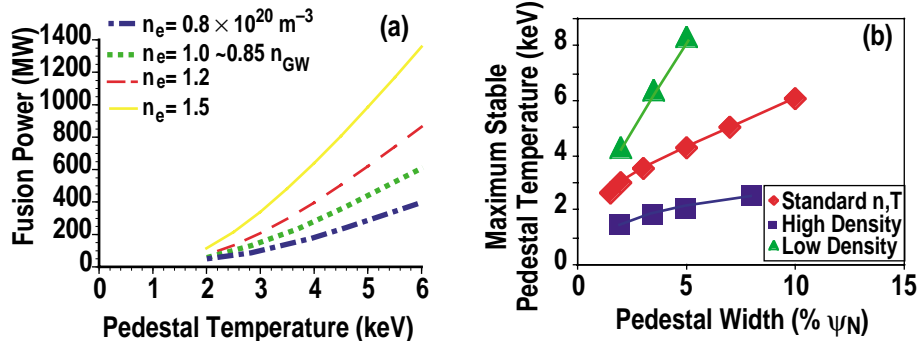 (a)
n_e = 0.8 × 10^20 m^–3
n_e = 1.0 ~0.85 n_GW
n_e = 1.2
n_e = 1.5
Fusion Power (MW)
1400
1200
1000
800
600
400
200
0
0 1 2 3 4 5 6
Pedestal Temperature (keV)
(b)
Maximum Stable
Pedestal Temperature (keV)
8
6
4
2
0
Standard n,T
High Density
Low Density
0 5 10 15
Pedestal Width (% ψ_N)